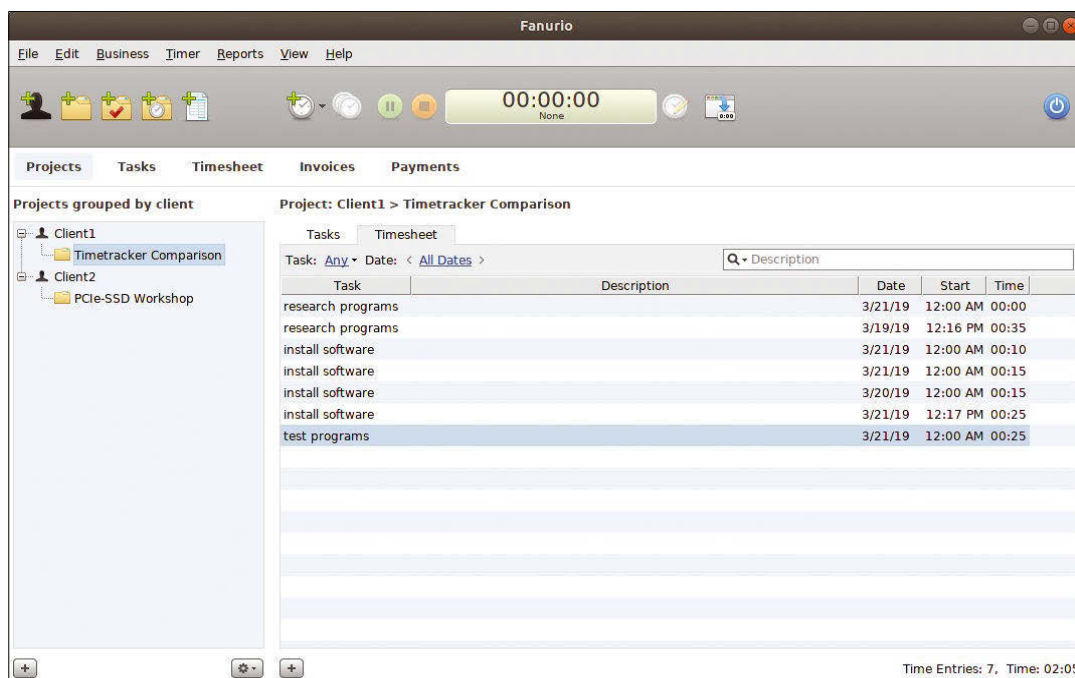 Fanurio
File Edit Business Timer Reports View Help
00:00:00
None
0:00
Projects Tasks Timesheet Invoices Payments
Projects grouped by client
Client1
Timetracker Comparison
Client2
PCIe-SSD Workshop
Project: Client1 > Timetracker Comparison
Tasks Timesheet
Task: Any Date: < All Dates > Description
Task Description Date Start Time
research programs 3/21/19 12:00 AM 00:00
research programs 3/19/19 12:16 PM 00:35
install software 3/21/19 12:00 AM 00:10
install software 3/21/19 12:00 AM 00:15
install software 3/20/19 12:00 AM 00:15
install software 3/21/19 12:17 PM 00:25
test programs 3/21/19 12:00 AM 00:25
Time Entries: 7, Time: 02:05